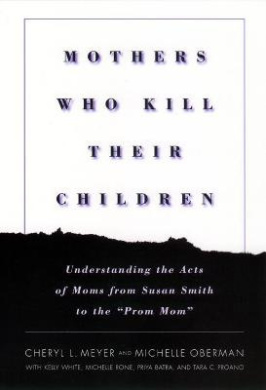 MOTHERS
WHO KILL
THEIR
CHILDREN
Understanding the Acts
of Moms from Susan Smith
to the "Prom Mom"
CHERYL L. MEYER AND MICHELLE OBERMAN
WITH KELLY WHITE, MICHELLE RONE, PRIYA BATRA, AND TARA C. PROANO